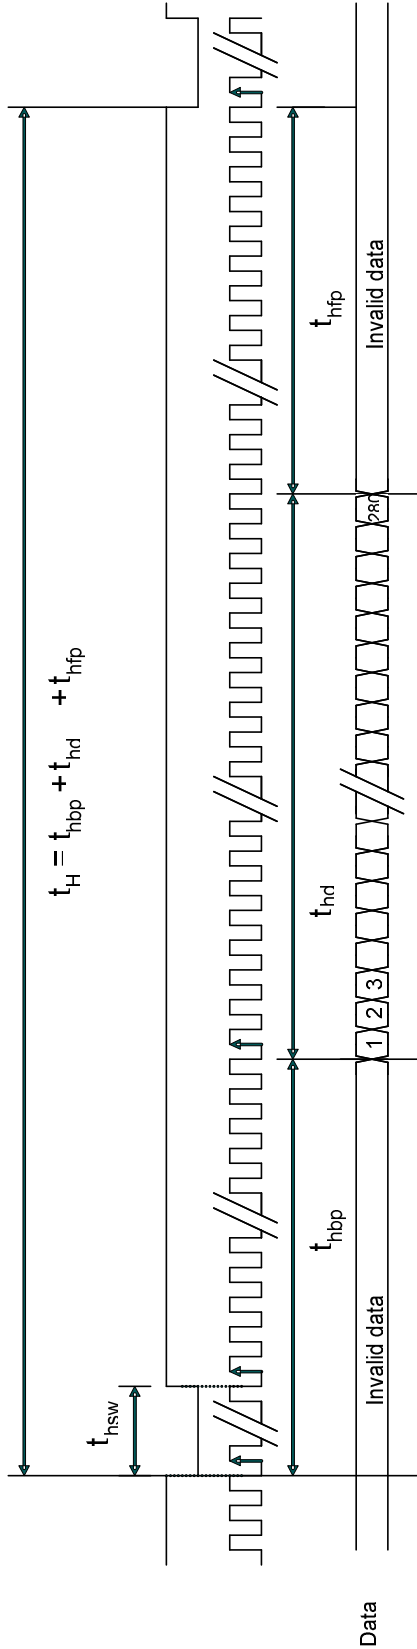 t_H = t_hbp + t_hd + t_hfp
t_hsw
t_hbp
t_hd
t_hfp
Data
Invalid data
1 2 3
280
Invalid data